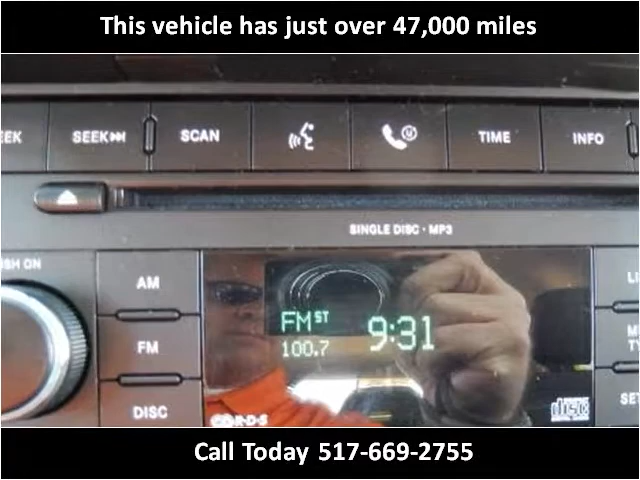 This vehicle has just over 47,000 miles
SEEK SCAN TIME INFO
SINGLE DISC · MP3
AM
FM ST 9:31
FM 100.7
DISC
R·D·S disc
Call Today 517-669-2755